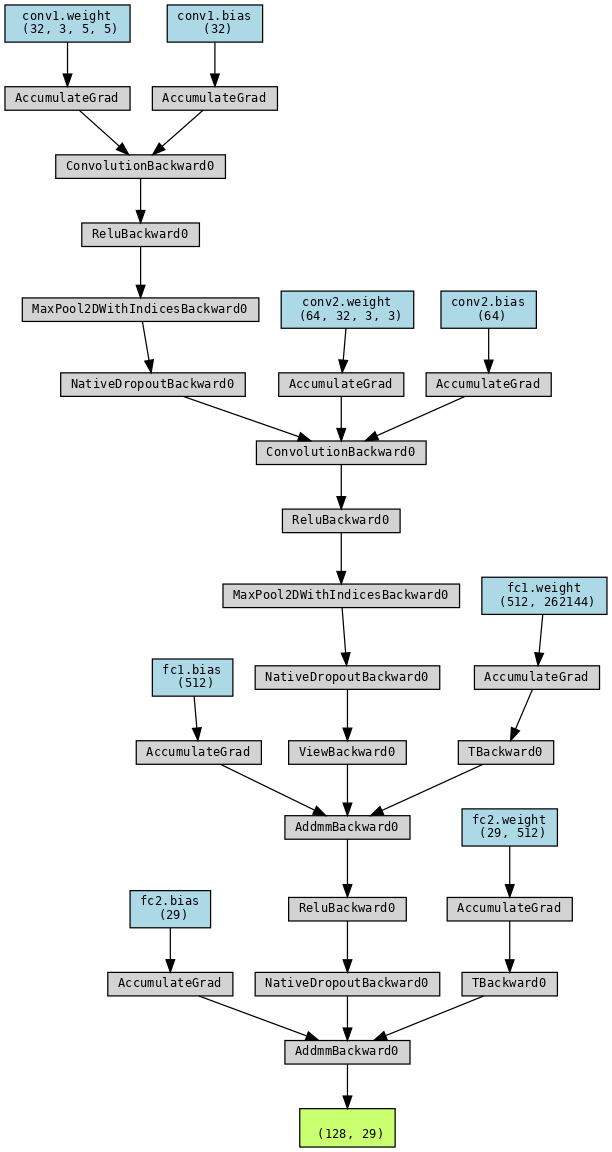 conv1.weight
(32, 3, 5, 5)
conv1.bias
(32)
AccumulateGrad
AccumulateGrad
ConvolutionBackward0
ReluBackward0
MaxPool2DWithIndicesBackward0
conv2.weight
(64, 32, 3, 3)
conv2.bias
(64)
NativeDropoutBackward0
AccumulateGrad
AccumulateGrad
ConvolutionBackward0
ReluBackward0
MaxPool2DWithIndicesBackward0
fc1.weight
(512, 262144)
fc1.bias
(512)
NativeDropoutBackward0
AccumulateGrad
AccumulateGrad
ViewBackward0
TBackward0
AddmmBackward0
fc2.weight
(29, 512)
fc2.bias
(29)
ReluBackward0
AccumulateGrad
AccumulateGrad
NativeDropoutBackward0
TBackward0
AddmmBackward0
(128, 29)